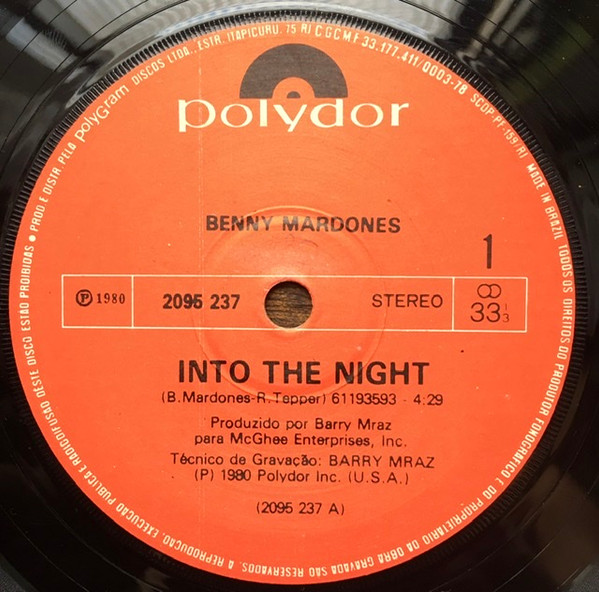 PROD E DISTR. PELA polyGram DISCOS LTDA., ESTR. ITAPICURU, 75 RJ CGCMF 33.177.411/0003-78 SCDP-PF-159/RJ MADE IN BRAZIL TODOS OS DIREITOS DO PRODUTOR FONOGRÁFICO E DO PROPRIETÁRIO DA OBRA GRAVADA SÃO RESERVADOS. A REPRODUÇÃO, EXECUÇÃO PÚBLICA E RADIODIFUSÃO DESTE DISCO ESTÃO PROIBIDAS •
polydor
BENNY MARDONES
1
Ⓟ 1980
2095 237
STEREO
33 1/3
INTO THE NIGHT
(B. Mardones-R. Tepper) 61193593 - 4:29
Produzido por Barry Mraz
para McGhee Enterprises, Inc.
Técnico de Gravação: BARRY MRAZ
(P) 1980 Polydor Inc. (U.S.A.)
(2095 237 A)